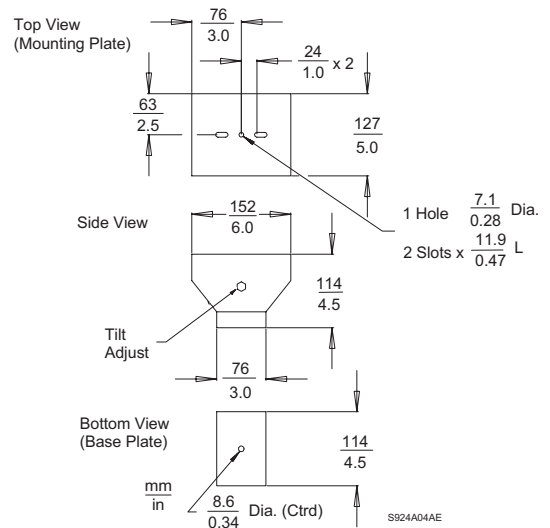 Top View
(Mounting Plate)
76
3.0
24
1.0 x 2
63
2.5
127
5.0
1 Hole 7.1 Dia.
0.28
2 Slots x 11.9 L
0.47
Side View
152
6.0
114
4.5
Tilt
Adjust
76
3.0
Bottom View
(Base Plate)
114
4.5
mm
in
8.6 Dia. (Ctrd)
0.34
S924A04AE